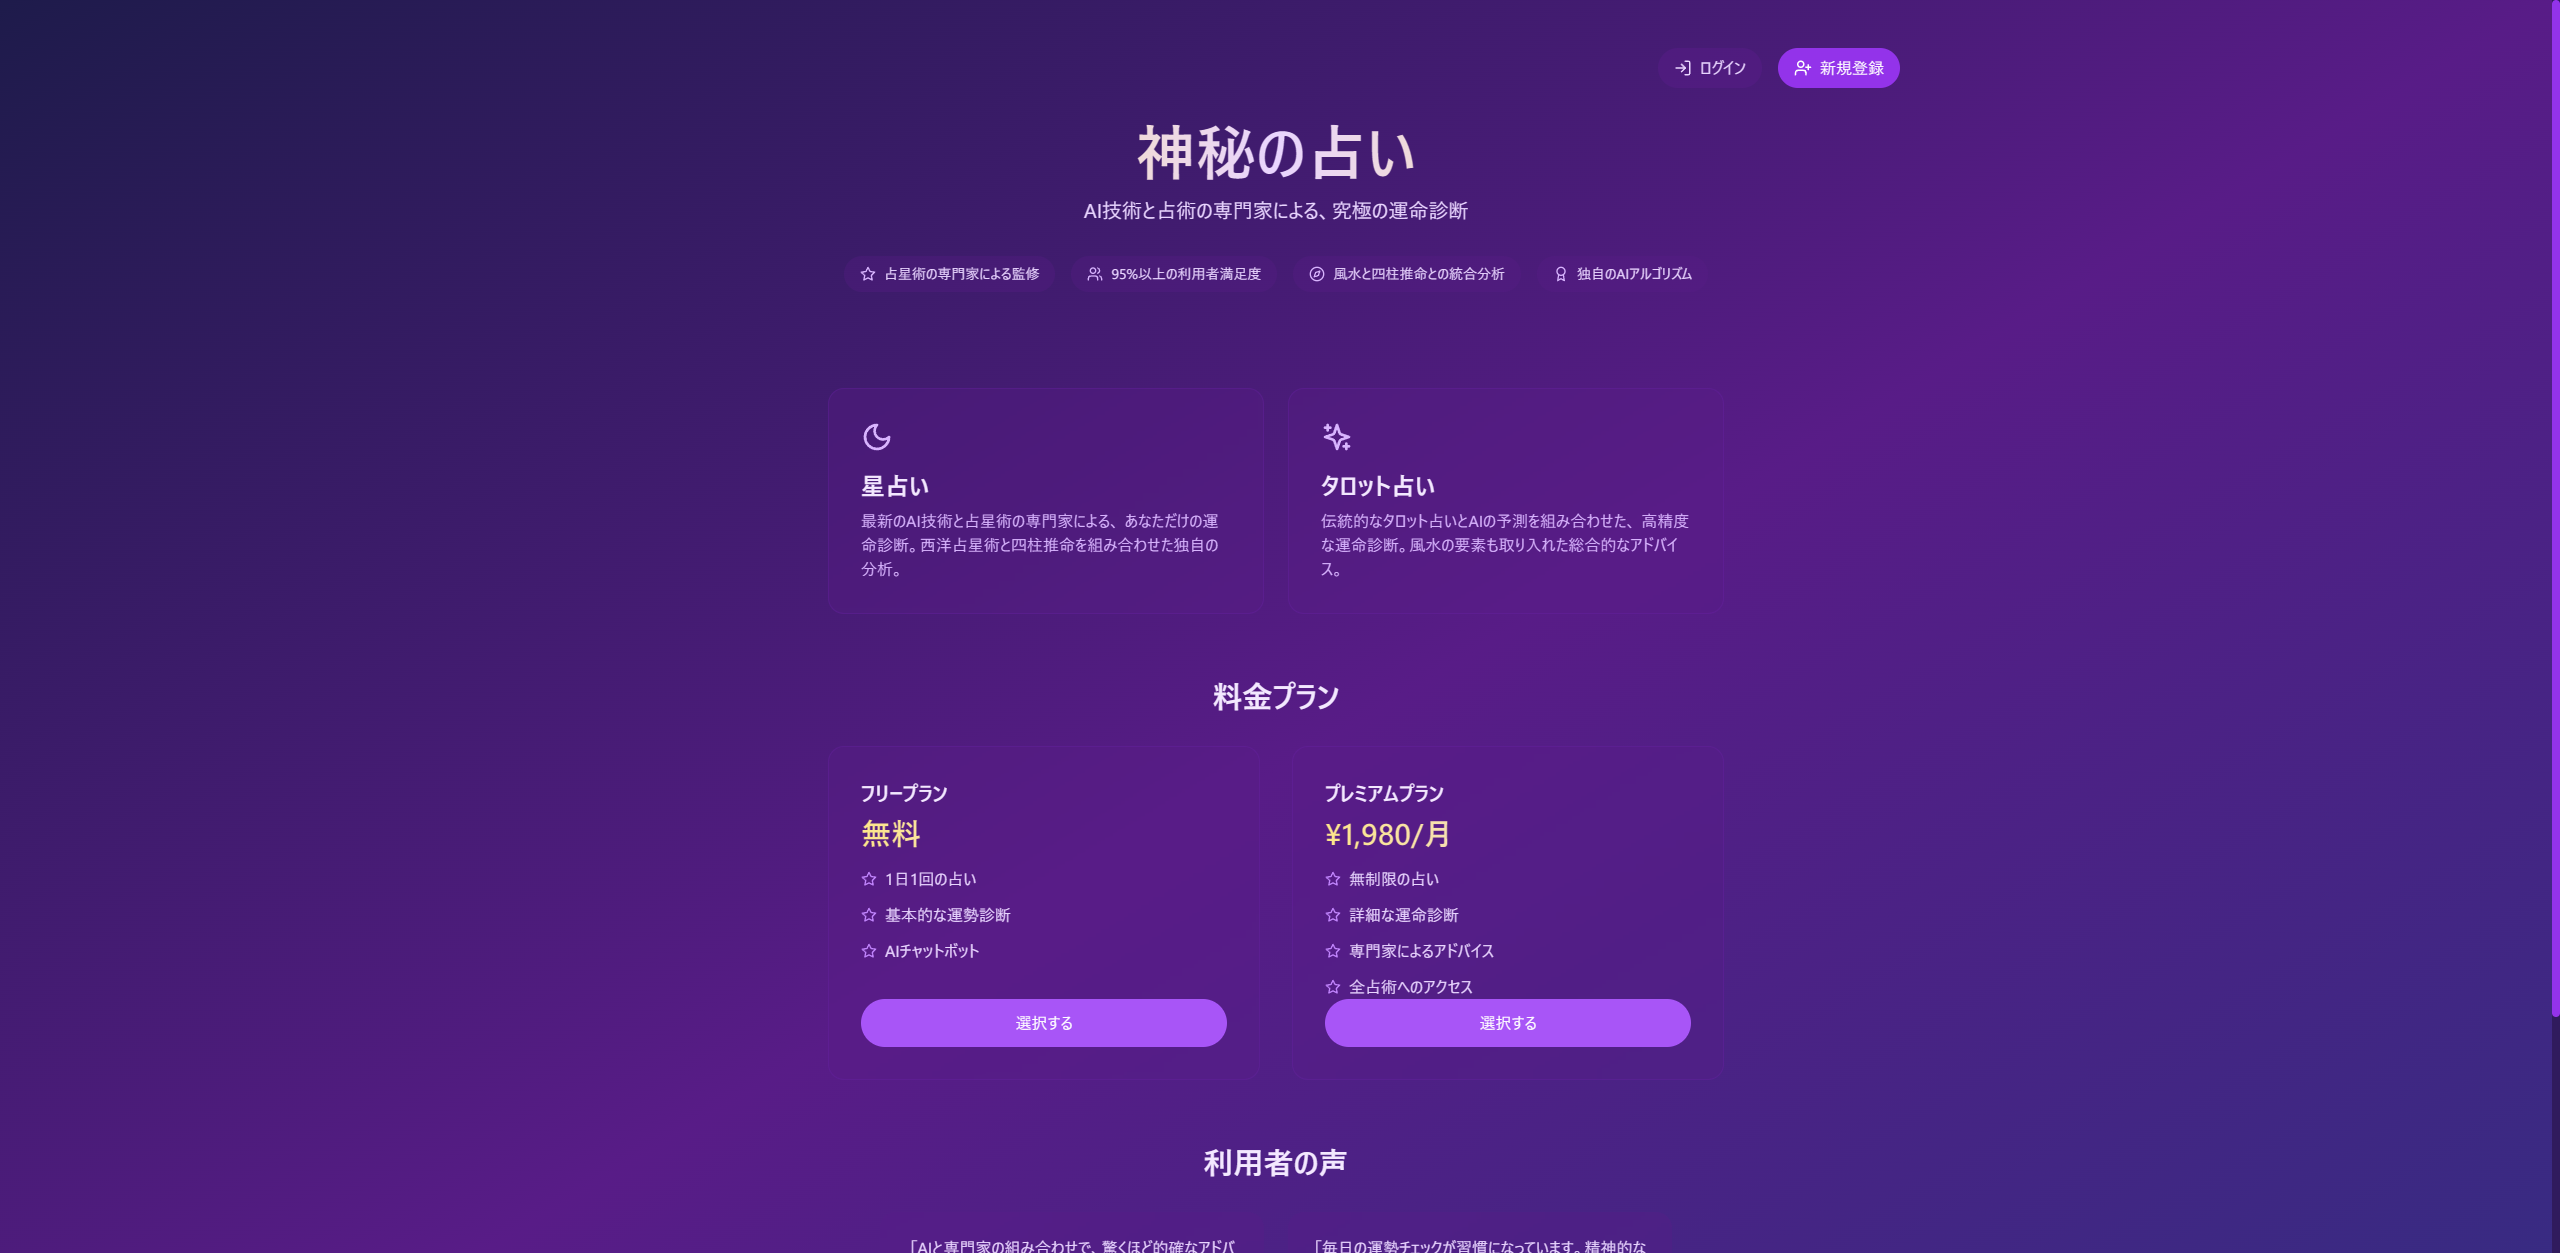 ログイン
新規登録
神秘の占い
AI技術と占術の専門家による、究極の運命診断
占星術の専門家による監修
95%以上の利用者満足度
風水と四柱推命との統合分析
独自のAIアルゴリズム
星占い
最新のAI技術と占星術の専門家による、あなただけの運
命診断。西洋占星術と四柱推命を組み合わせた独自の
分析。
タロット占い
伝統的なタロット占いとAIの予測を組み合わせた、高精度
な運命診断。風水の要素も取り入れた総合的なアドバイ
ス。
料金プラン
フリープラン
無料
1日1回の占い
基本的な運勢診断
AIチャットボット
選択する
プレミアムプラン
¥1,980/月
無制限の占い
詳細な運命診断
専門家によるアドバイス
全占術へのアクセス
選択する
利用者の声
「AIと専門家の組み合わせで、驚くほど的確なアドバ
「毎日の運勢チェックが習慣になっています。精神的な